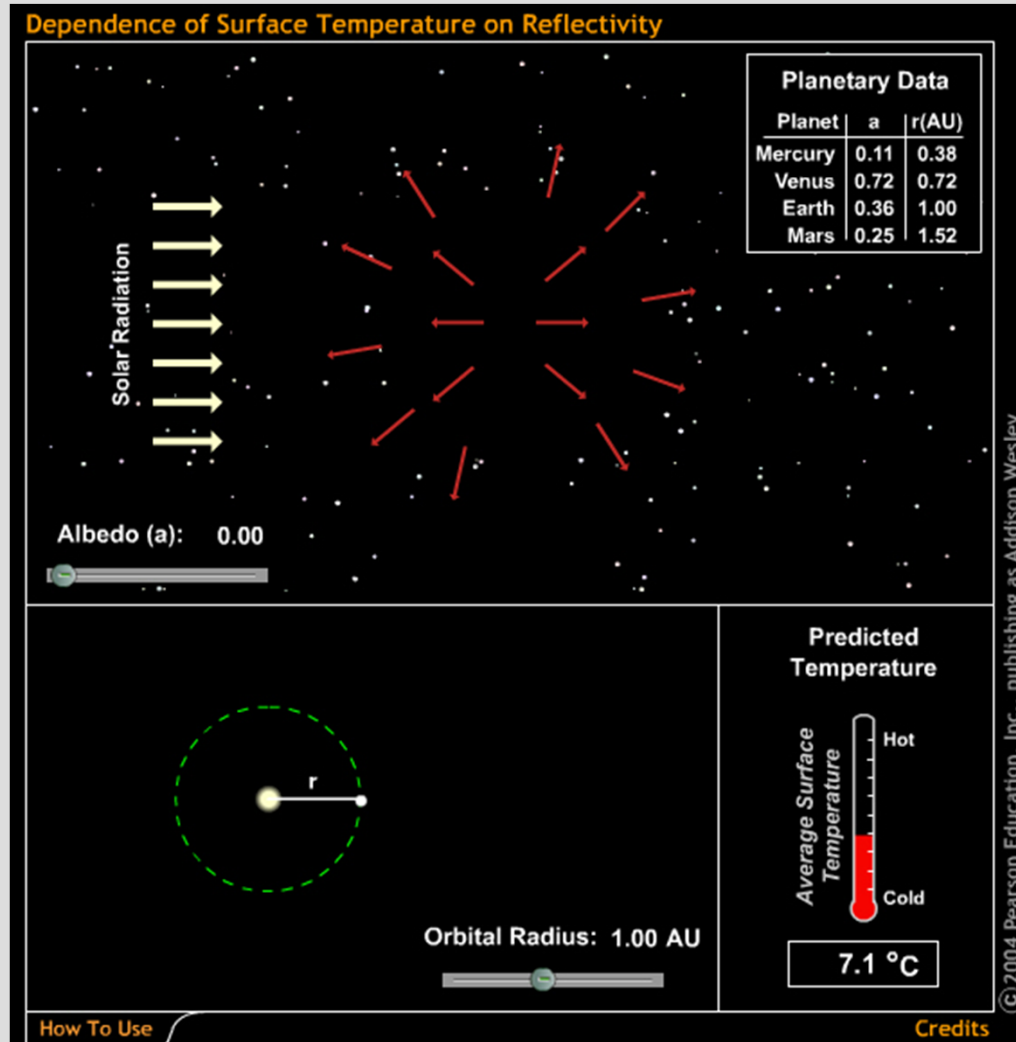 Dependence of Surface Temperature on Reflectivity
Planetary Data
Planet a r(AU)
Mercury 0.11 0.38
Venus 0.72 0.72
Earth 0.36 1.00
Mars 0.25 1.52
Solar Radiation
Albedo (a): 0.00
r
Orbital Radius: 1.00 AU
Predicted
Temperature
Average Surface
Temperature
Hot
Cold
7.1 °C
How To Use
Credits
©2004 Pearson Education, Inc., publishing as Addison Wesley